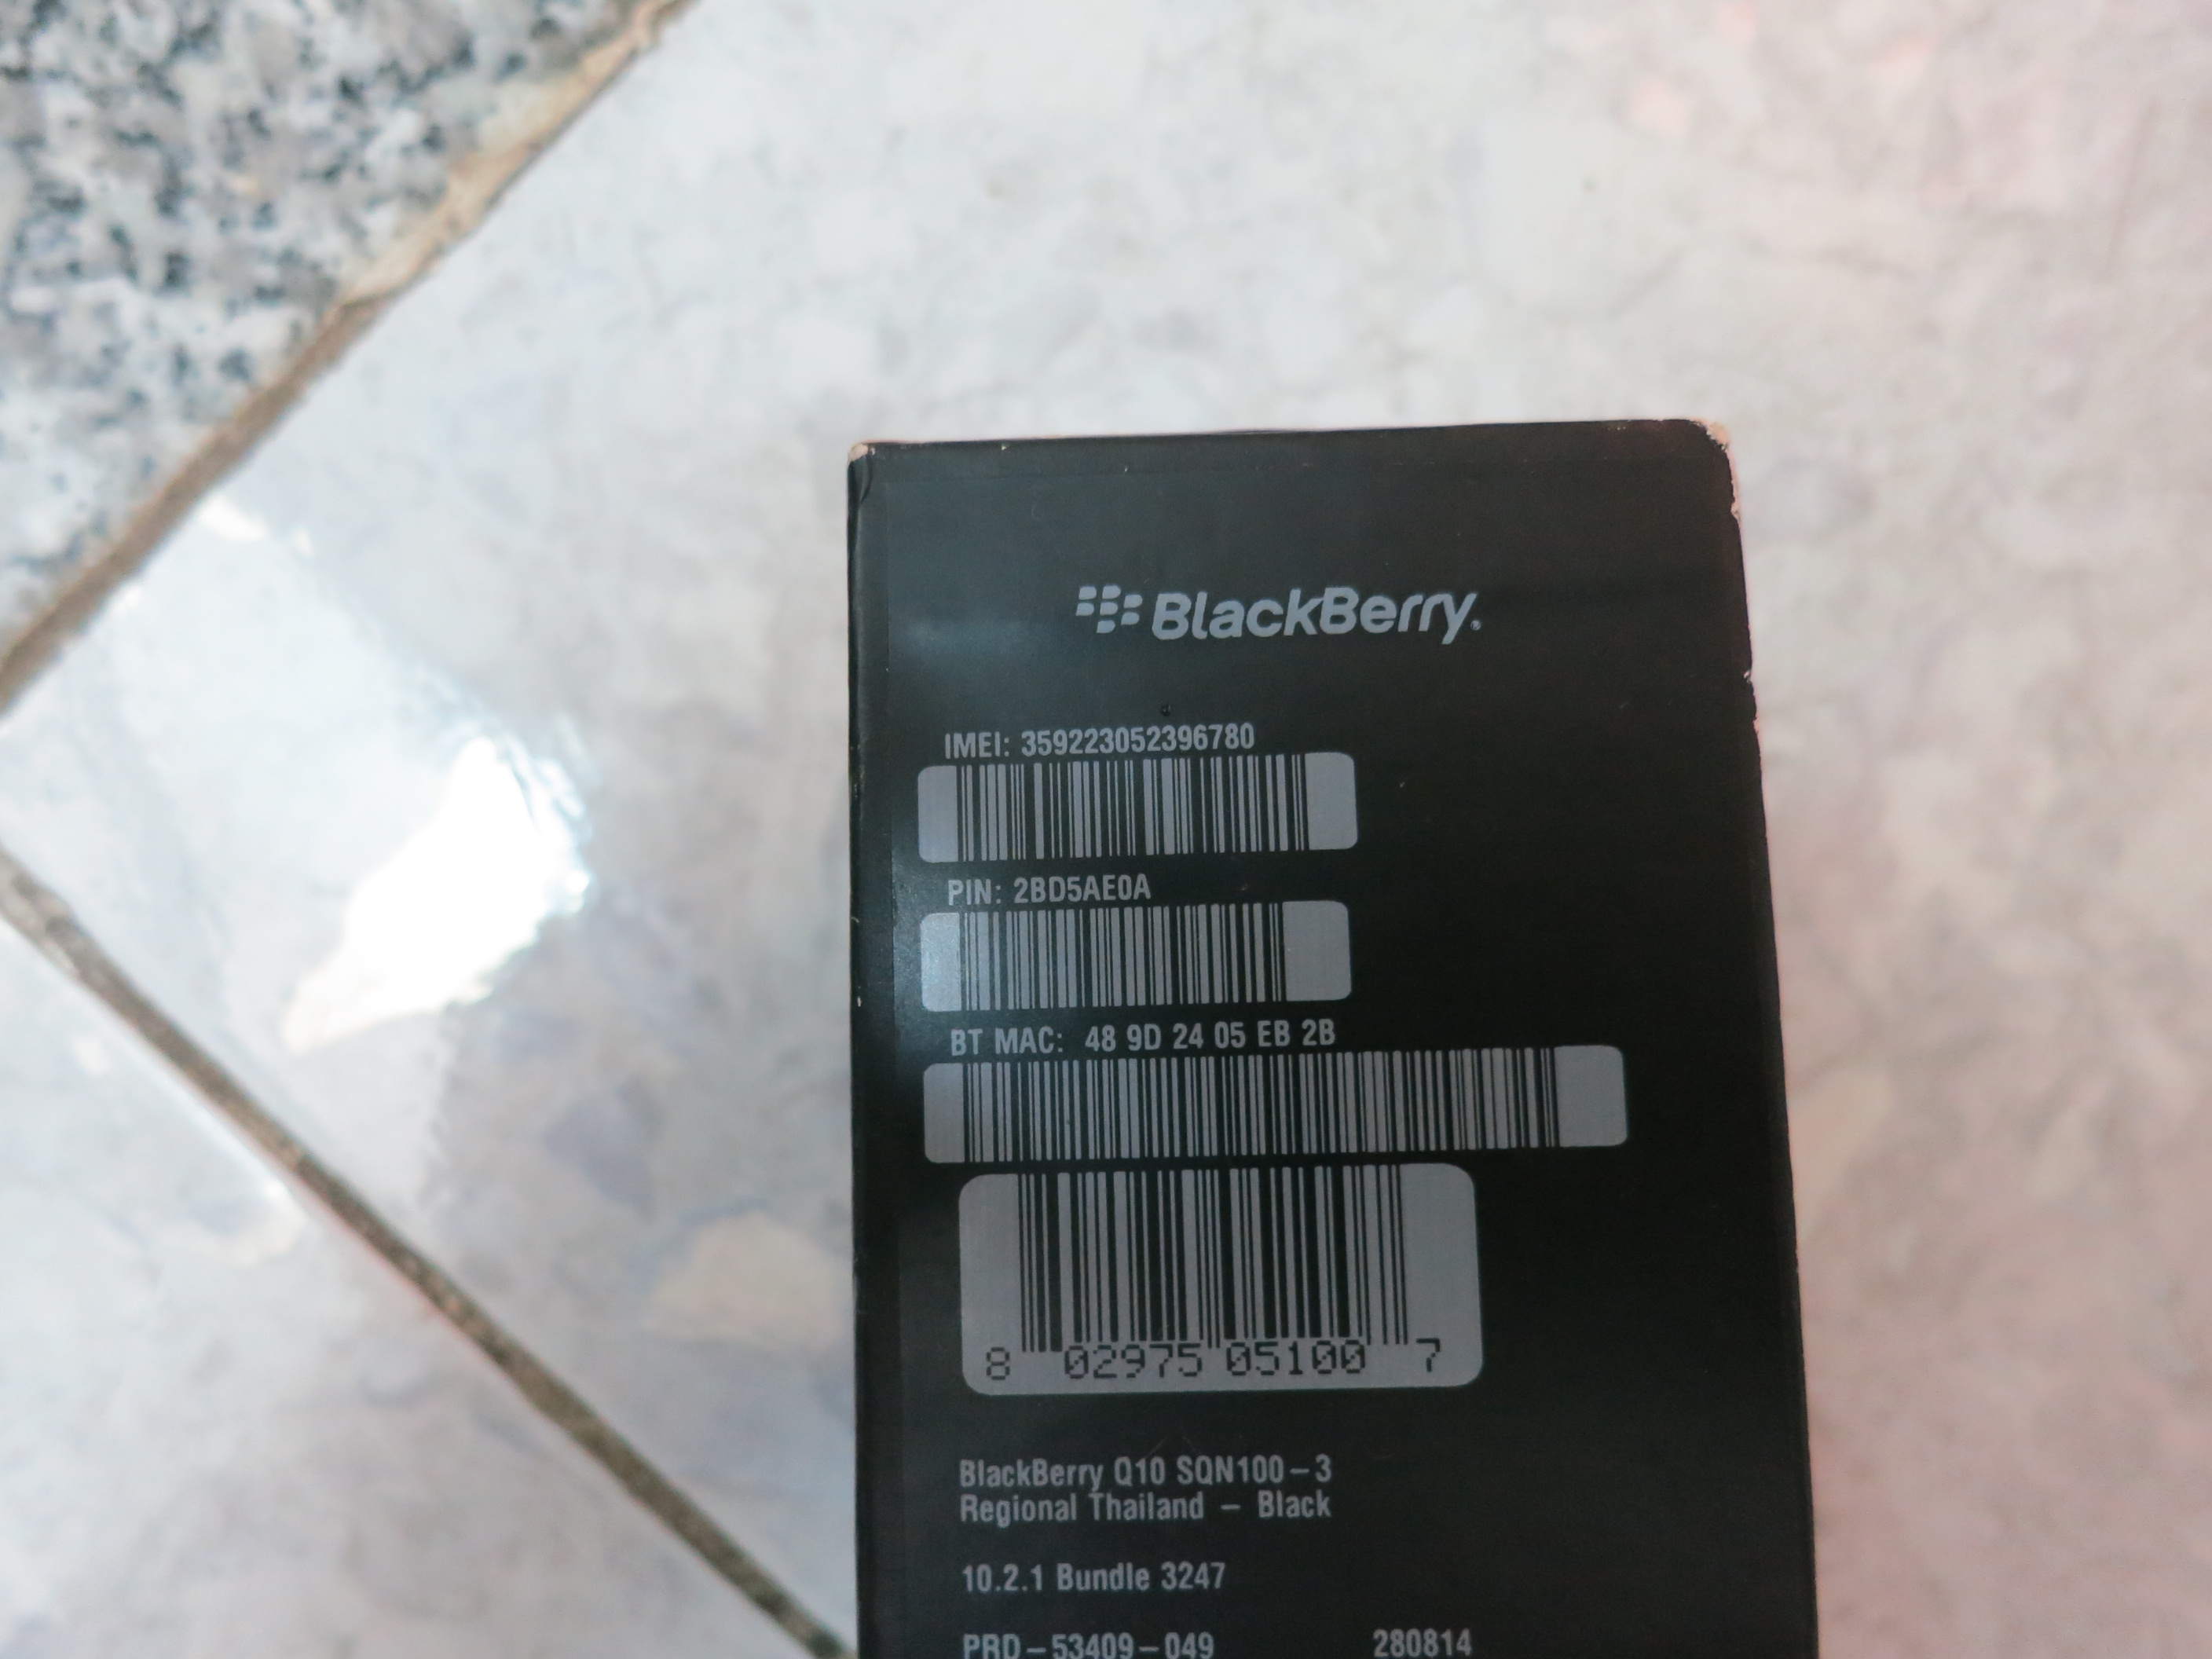 BlackBerry.
IMEI: 359223052396780
PIN: 2BD5AE0A
BT MAC: 48 9D 24 05 EB 2B
8 02975 05100 7
BlackBerry Q10 SQN100-3
Regional Thailand - Black
10.2.1 Bundle 3247
PRD-53409-049 280814